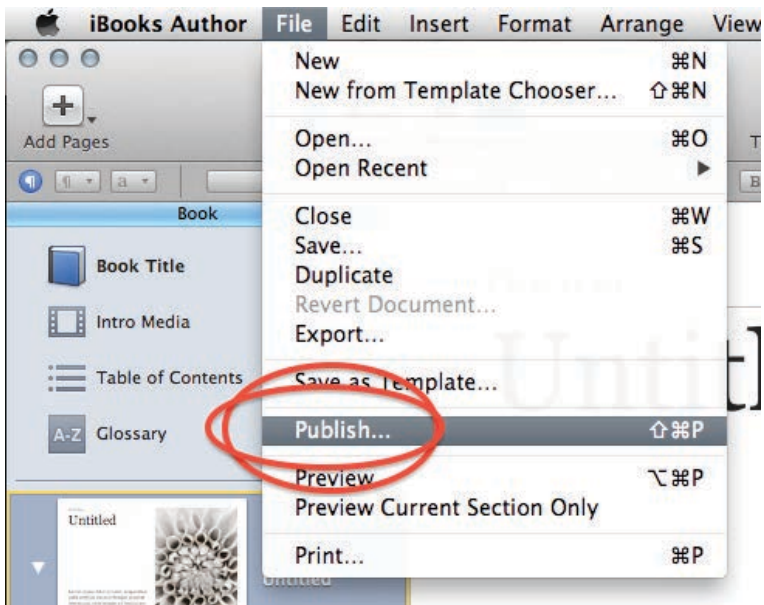 iBooks Author File Edit Insert Format Arrange View
Add Pages
Book
Book Title
Intro Media
Table of Contents
A-Z Glossary
Untitled
New ⌘N
New from Template Chooser... ⇧⌘N
Open... ⌘O
Open Recent ▶
Close ⌘W
Save... ⌘S
Duplicate
Revert Document...
Export...
Save as Template...
Publish... ⇧⌘P
Preview ⌥⌘P
Preview Current Section Only
Print... ⌘P
Untitled
T
B
Untitl